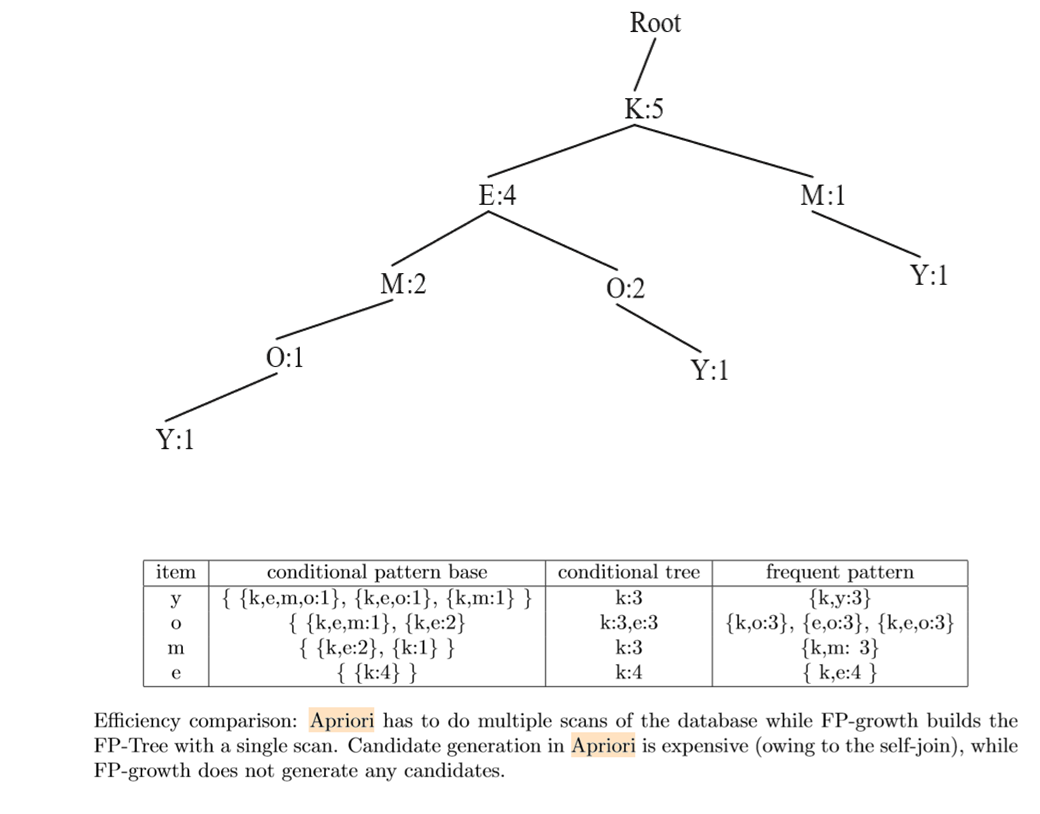 Root
K:5
E:4
M:1
M:2
O:2
Y:1
O:1
Y:1
Y:1
item conditional pattern base conditional tree frequent pattern
y { {k,e,m,o:1}, {k,e,o:1}, {k,m:1} } k:3 {k,y:3}
o { {k,e,m:1}, {k,e:2} k:3,e:3 {k,o:3}, {e,o:3}, {k,e,o:3}
m { {k,e:2}, {k:1} } k:3 {k,m: 3}
e { {k:4} } k:4 { k,e:4 }
Efficiency comparison: Apriori has to do multiple scans of the database while FP-growth builds the
FP-Tree with a single scan. Candidate generation in Apriori is expensive (owing to the self-join), while
FP-growth does not generate any candidates.